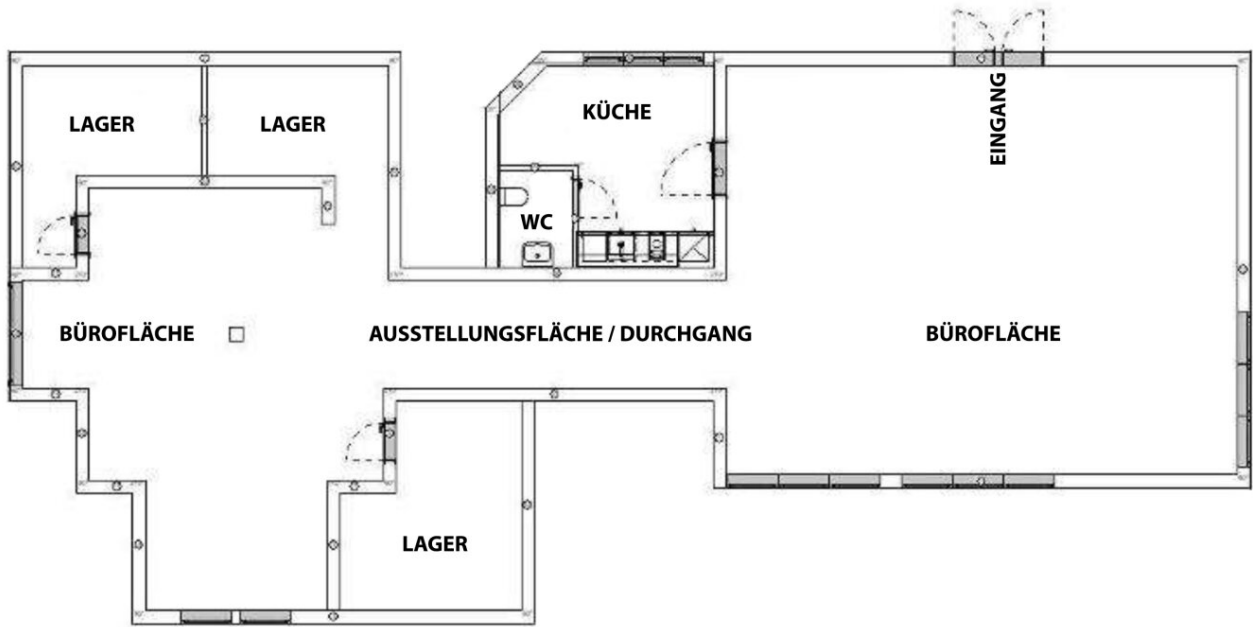 LAGER
LAGER
KÜCHE
EINGANG
WC
BÜROFLÄCHE
AUSSTELLUNGSFLÄCHE / DURCHGANG
BÜROFLÄCHE
LAGER